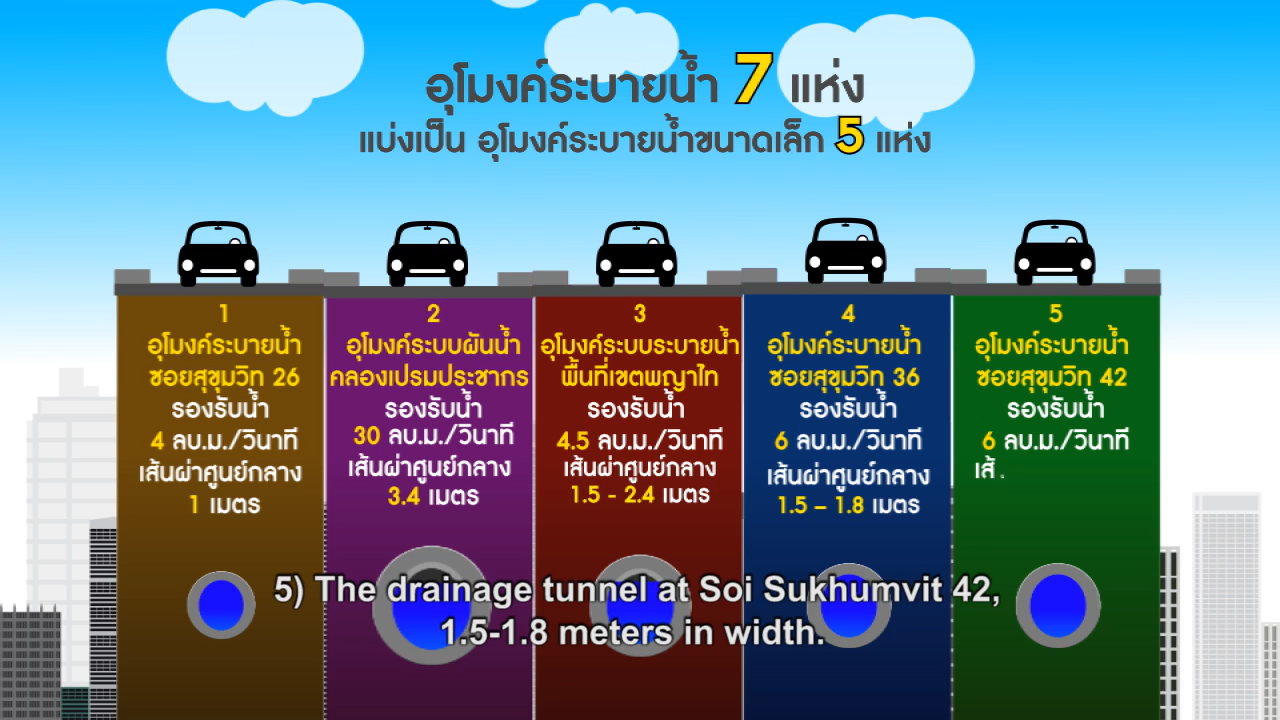 อุโมงค์ระบายน้ำ 7 แห่ง
แบ่งเป็น อุโมงค์ระบายน้ำขนาดเล็ก 5 แห่ง
1
อุโมงค์ระบายน้ำ
ซอยสุขุมวิท 26
รองรับน้ำ
4 ลบ.ม./วินาที
เส้นผ่าศูนย์กลาง
1 เมตร
2
อุโมงค์ระบบผันน้ำ
คลองเปรมประชากร
รองรับน้ำ
30 ลบ.ม./วินาที
เส้นผ่าศูนย์กลาง
3.4 เมตร
3
อุโมงค์ระบบระบายน้ำ
พื้นที่เขตพญาไท
รองรับน้ำ
4.5 ลบ.ม./วินาที
เส้นผ่าศูนย์กลาง
1.5 - 2.4 เมตร
4
อุโมงค์ระบายน้ำ
ซอยสุขุมวิท 36
รองรับน้ำ
6 ลบ.ม./วินาที
เส้นผ่าศูนย์กลาง
1.5 – 1.8 เมตร
5
อุโมงค์ระบายน้ำ
ซอยสุขุมวิท 42
รองรับน้ำ
6 ลบ.ม./วินาที
เส้
5) The drainage tunnel at Soi Sukhumvit 42,
1.5-1.8 meters in width.